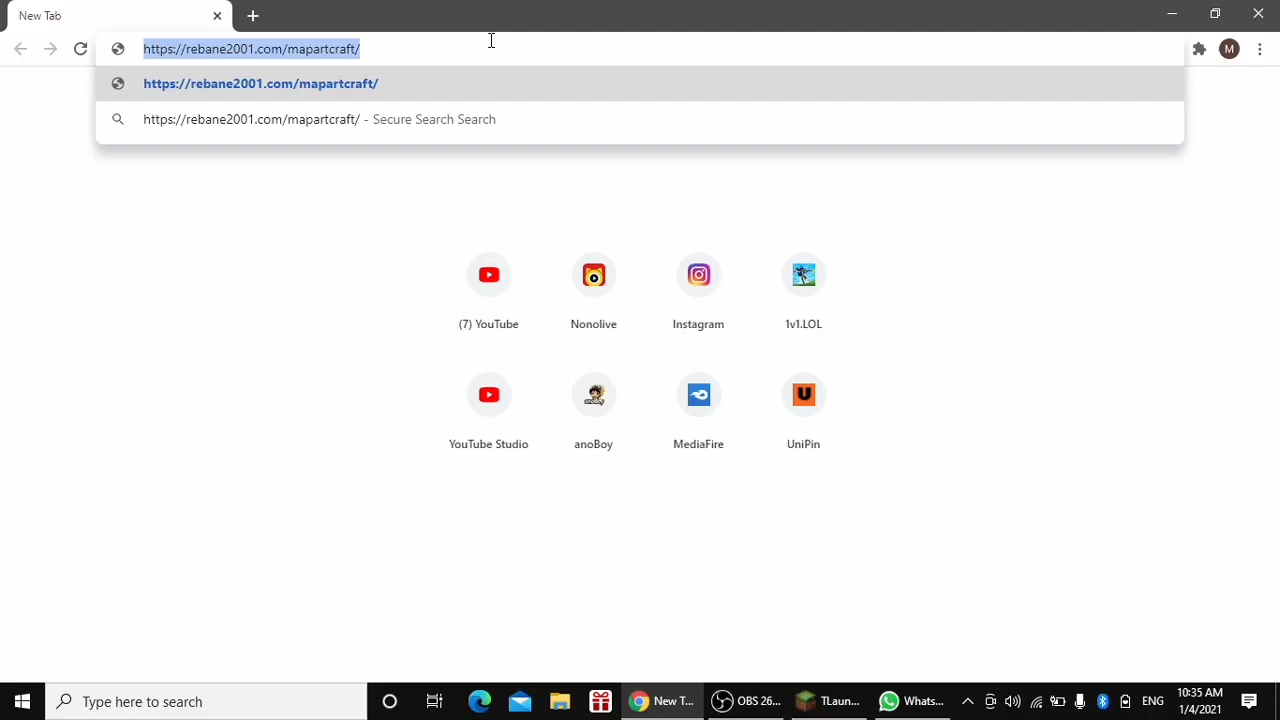 New Tab
https://rebane2001.com/mapartcraft/
M
https://rebane2001.com/mapartcraft/
https://rebane2001.com/mapartcraft/ - Secure Search Search
(7) YouTube
Nonolive
Instagram
1v1.LOL
U
YouTube Studio
anoBoy
MediaFire
UniPin
Type here to search
New T...
OBS 26...
TLaun...
Whats...
ENG
10:35 AM
1/4/2021